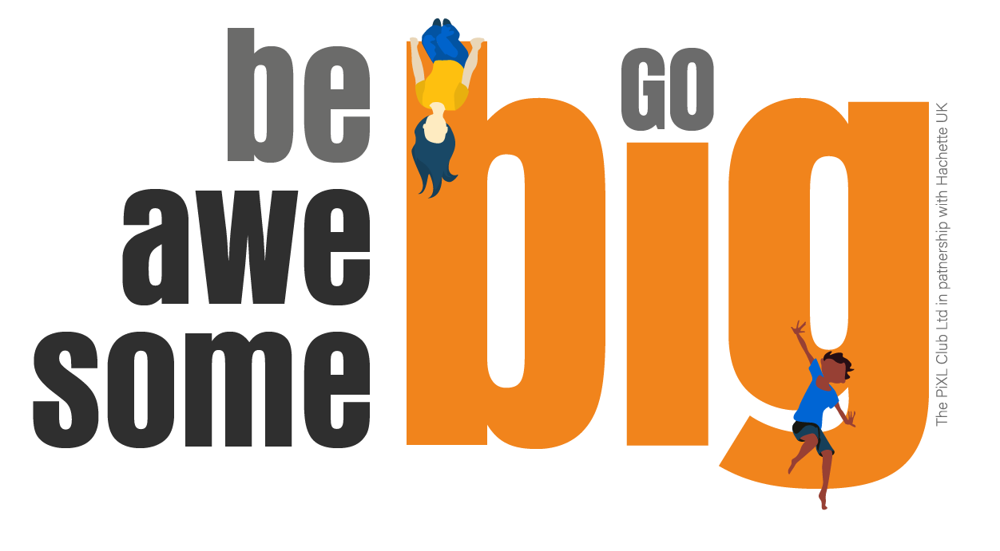 be
awe
some
GO
big
The PiXL Club Ltd in patnership with Hachette UK